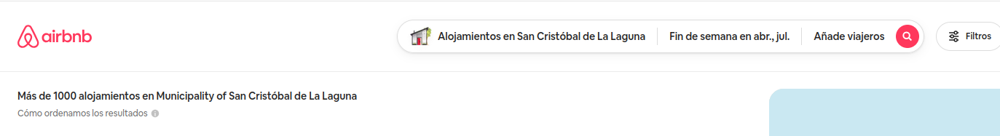 airbnb
Alojamientos en San Cristóbal de La Laguna
Fin de semana en abr., jul.
Añade viajeros
Filtros
Más de 1000 alojamientos en Municipality of San Cristóbal de La Laguna
Cómo ordenamos los resultados